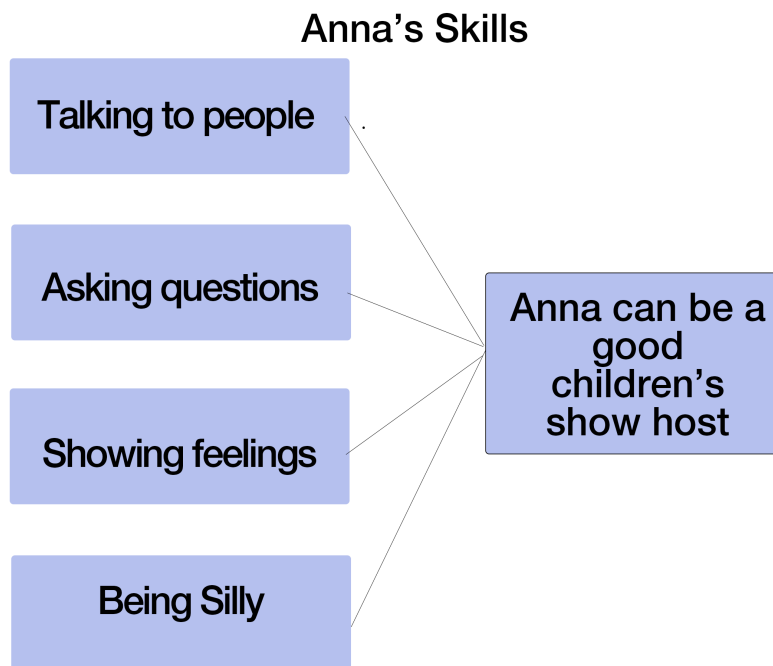 Anna’s Skills
Talking to people
Asking questions
Showing feelings
Being Silly
Anna can be a
good
children’s
show host